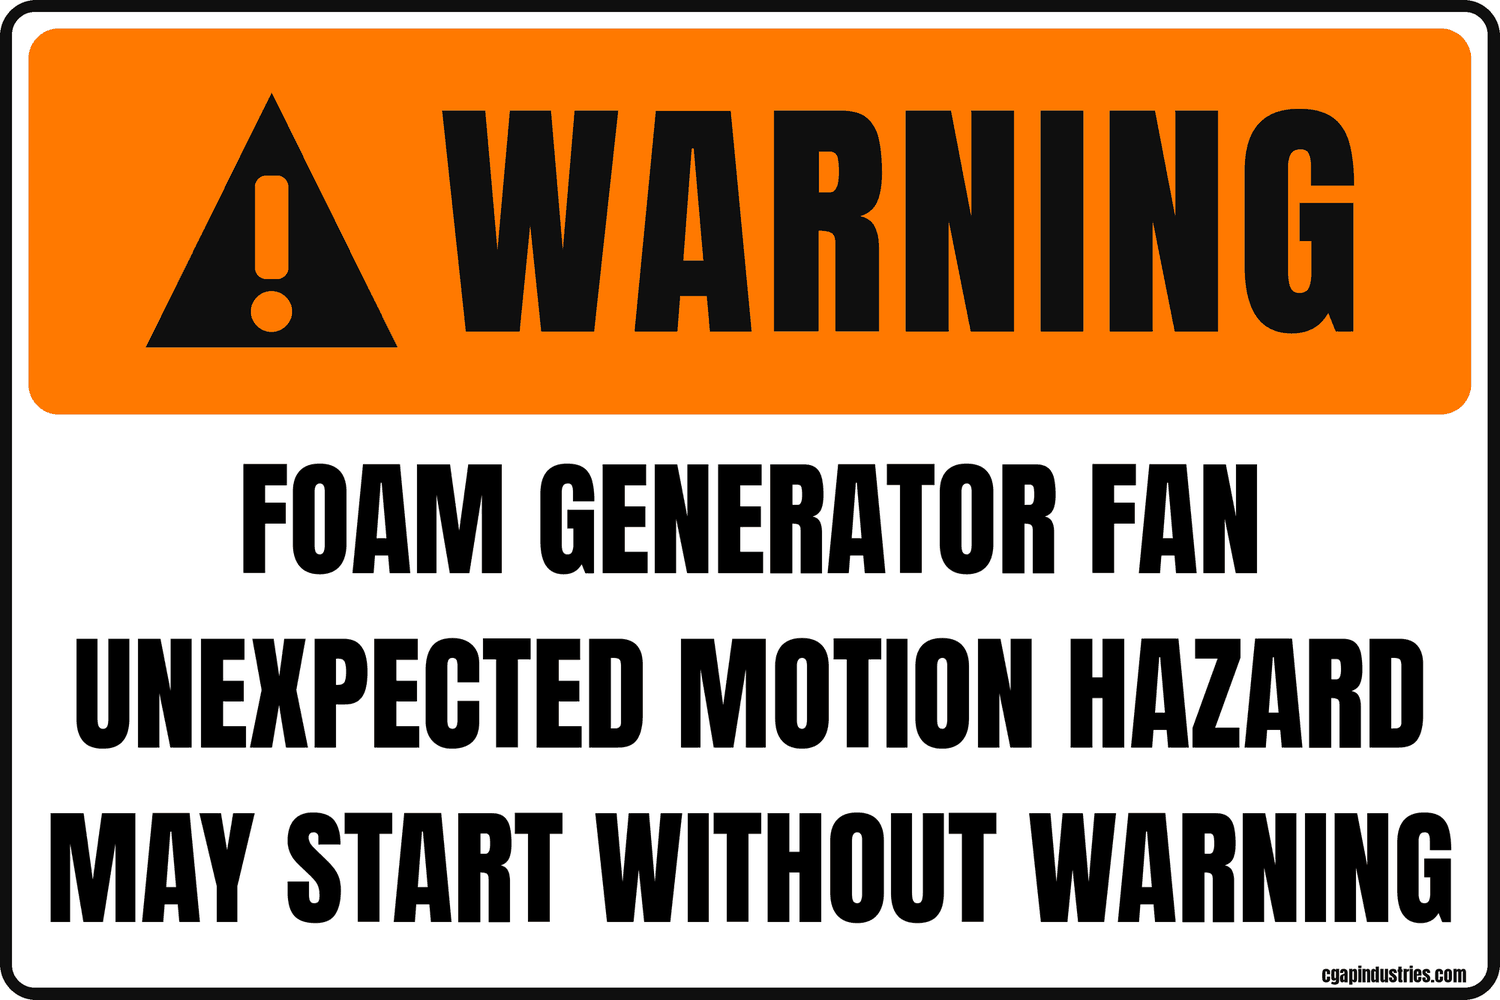 WARNING
FOAM GENERATOR FAN
UNEXPECTED MOTION HAZARD
MAY START WITHOUT WARNING
cgapindustries.com